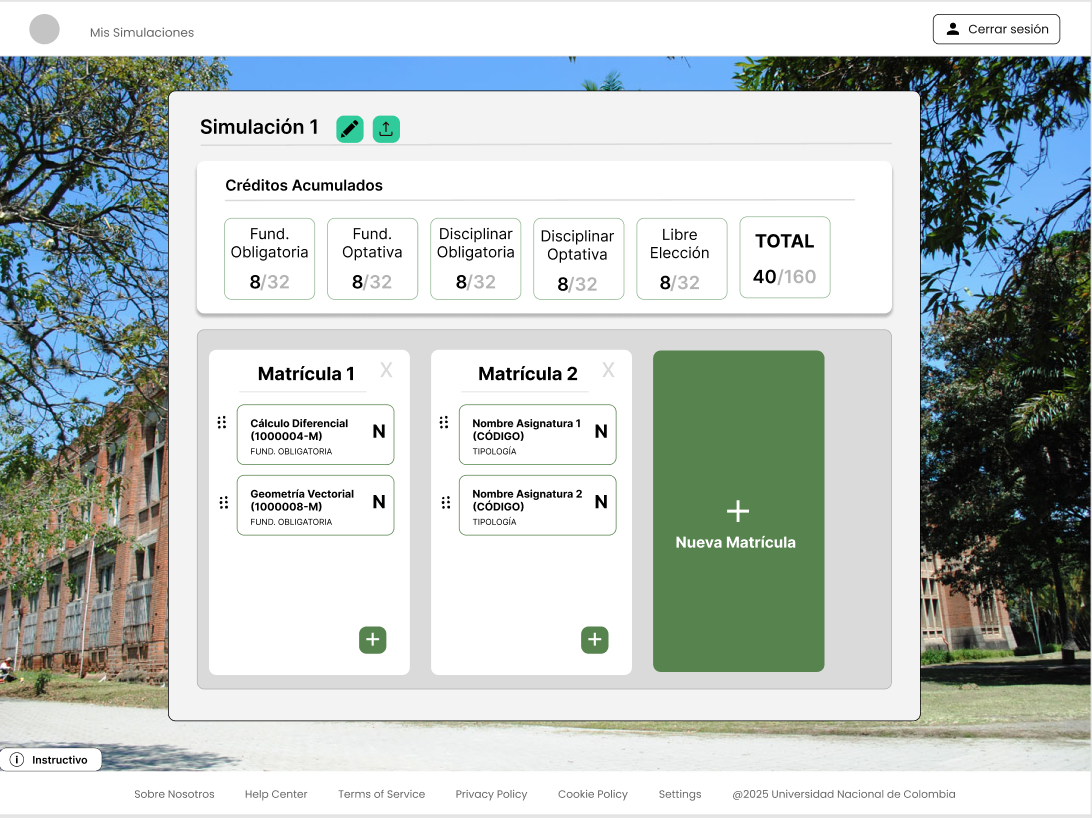 Mis Simulaciones
Cerrar sesión
Simulación 1
Créditos Acumulados
Fund.
Obligatoria
8/32
Fund.
Optativa
8/32
Disciplinar
Obligatoria
8/32
Disciplinar
Optativa
8/32
Libre
Elección
8/32
TOTAL
40/160
Matrícula 1
X
Cálculo Diferencial
(1000004-M)
FUND. OBLIGATORIA
N
Geometría Vectorial
(1000008-M)
FUND. OBLIGATORIA
N
+
Matrícula 2
X
Nombre Asignatura 1
(CÓDIGO)
TIPOLOGÍA
N
Nombre Asignatura 2
(CÓDIGO)
TIPOLOGÍA
N
+
+
Nueva Matrícula
i Instructivo
Sobre Nosotros
Help Center
Terms of Service
Privacy Policy
Cookie Policy
Settings
@2025 Universidad Nacional de Colombia